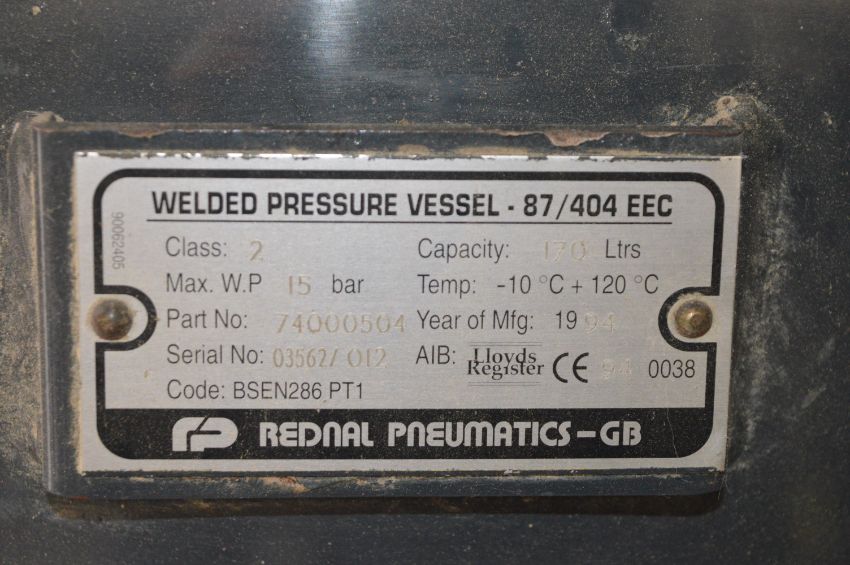 WELDED PRESSURE VESSEL - 87/404 EEC
90062405
Class: 2 Capacity: 170 Ltrs
Max. W.P 15 bar Temp: -10 °C + 120 °C
Part No: 74000504 Year of Mfg: 1994
Serial No: 03562/012 AIB: Lloyds Register CE 94 0038
Code: BSEN286 PT1
rp REDNAL PNEUMATICS-GB